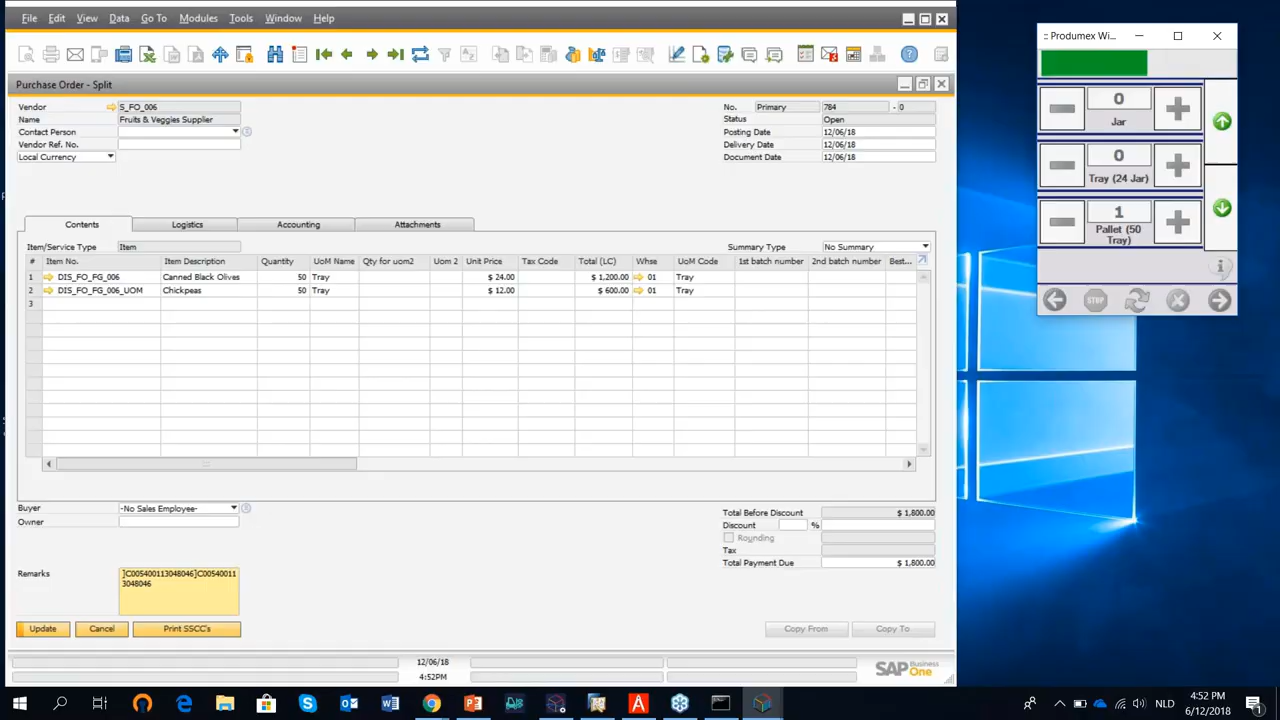 File Edit View Data Go To Modules Tools Window Help
Purchase Order - Split
Vendor S_FO_006
Name Fruits & Veggies Supplier
Contact Person
Vendor Ref. No.
Local Currency
No. Primary 784 - 0
Status Open
Posting Date 12/06/18
Delivery Date 12/06/18
Document Date 12/06/18
Contents Logistics Accounting Attachments
Item/Service Type Item Summary Type No Summary
# Item No. Item Description Quantity UoM Name Qty for uom2 Uom 2 Unit Price Tax Code Total (LC) Whse UoM Code 1st batch number 2nd batch number Best...
1 DIS_FO_FG_006 Canned Black Olives 50 Tray $ 24.00 $ 1,200.00 01 Tray
2 DIS_FO_FG_006_UOM Chickpeas 50 Tray $ 12.00 $ 600.00 01 Tray
3
Buyer -No Sales Employee-
Owner
Total Before Discount $ 1,800.00
Discount %
Rounding
Tax
Total Payment Due $ 1,800.00
Remarks ]C005400113048046]C00540011
3048046
Update Cancel Print SSCC's Copy From Copy To
12/06/18
4:52PM
SAP Business
One
:: Produmex Wi...
0
Jar
0
Tray (24 Jar)
1
Pallet (50
Tray)
STOP
NLD
4:52 PM
6/12/2018
1